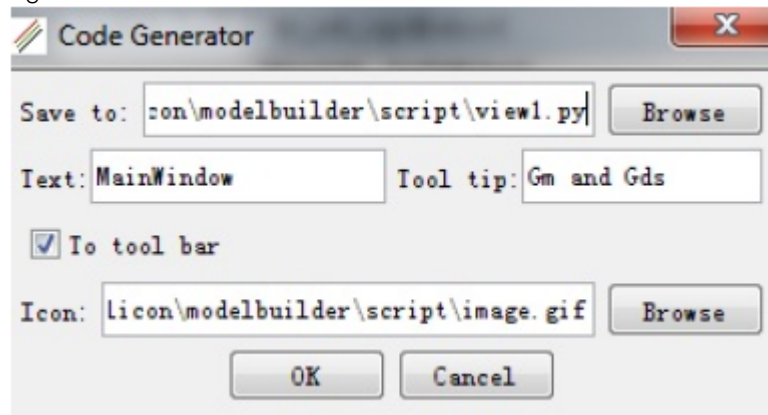 Code Generator
Save to: con\modelbuilder\script\view1.py Browse
Text: MainWindow Tool tip: Gm and Gds
To tool bar
Icon: licon\modelbuilder\script\image.gif Browse
OK Cancel